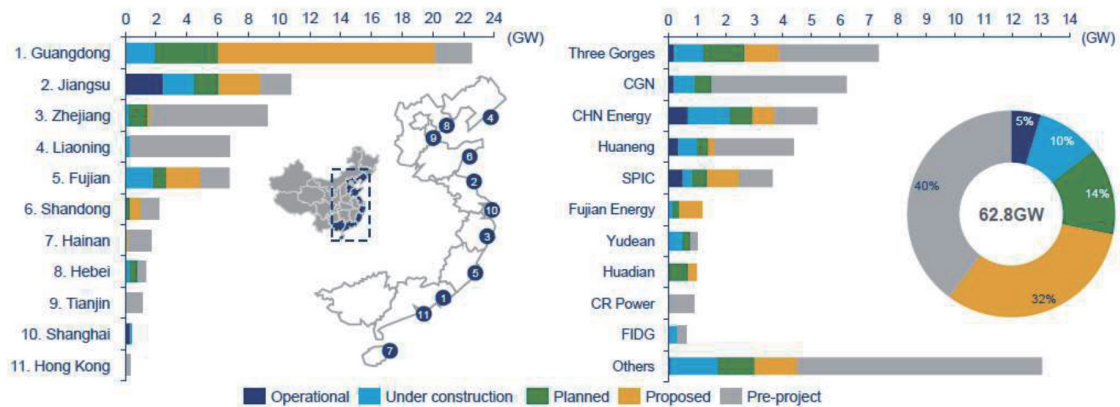 0 2 4 6 8 10 12 14 16 18 20 22 24
(GW)
1. Guangdong
2. Jiangsu
3. Zhejiang
4. Liaoning
5. Fujian
6. Shandong
7. Hainan
8. Hebei
9. Tianjin
10. Shanghai
11. Hong Kong
8
4
9
6
2
10
3
5
1
11
7
0 1 2 3 4 5 6 7 8 9 10 11 12 13 14
(GW)
Three Gorges
CGN
CHN Energy
Huaneng
SPIC
Fujian Energy
Yudean
Huadian
CR Power
FIDG
Others
5%
10%
14%
40%
62.8GW
32%
Operational Under construction Planned Proposed Pre-project